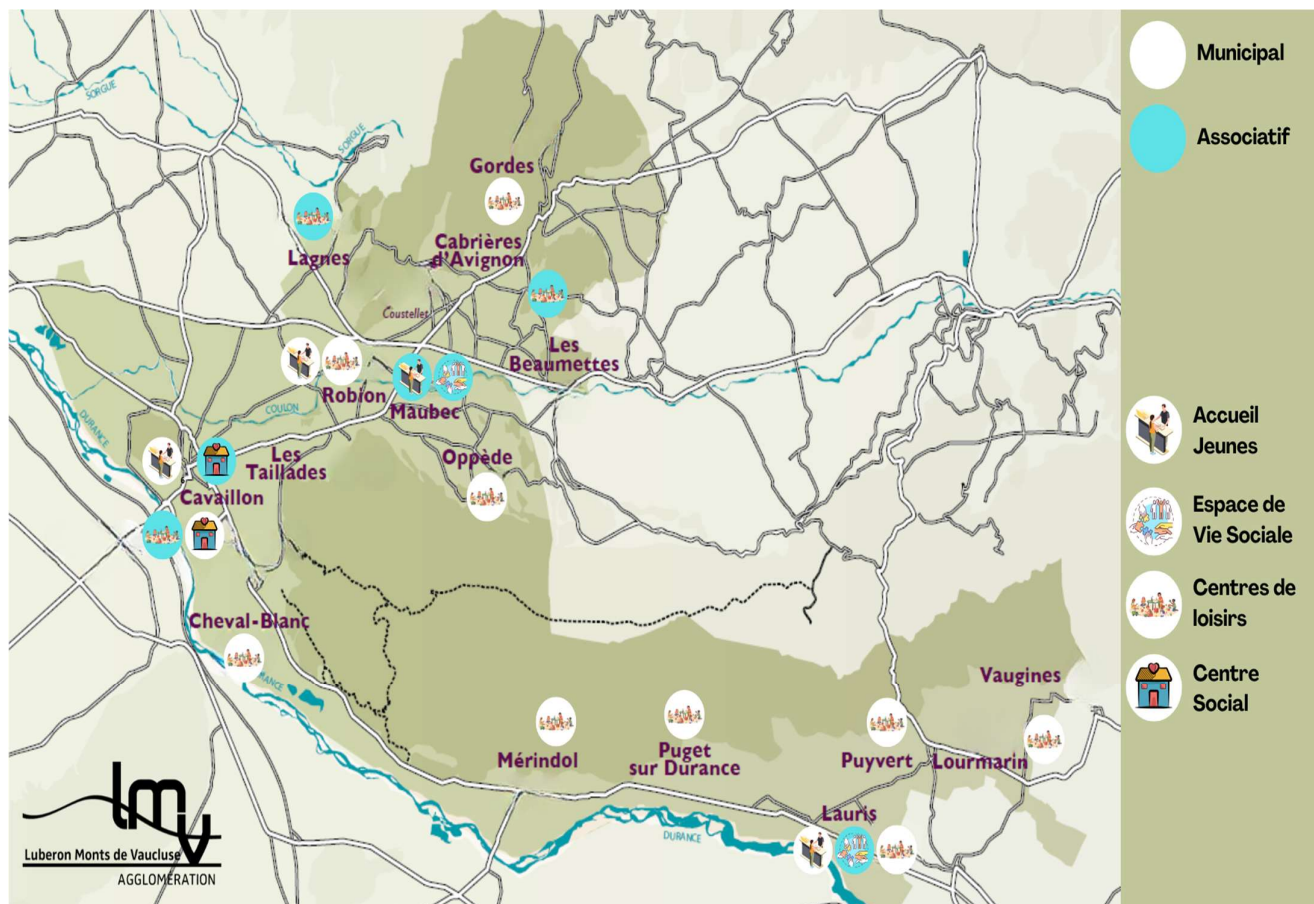 SORGUE
SORGUE
Gordes
Lagnes
Cabrières
d'Avignon
Coustellet
Les
Beaumettes
Robion
Maubec
COULON
DURANCE
Les
Taillades
Oppède
Cavaillon
Cheval-Blanc
RANCE
Vaugines
Mérindol
Puget
sur Durance
Puyvert
Lourmarin
Lauris
DURANCE
lmv
Luberon Monts de Vaucluse
AGGLOMÉRATION
Municipal
Associatif
Accueil
Jeunes
Espace de
Vie Sociale
Centres de
loisirs
Centre
Social